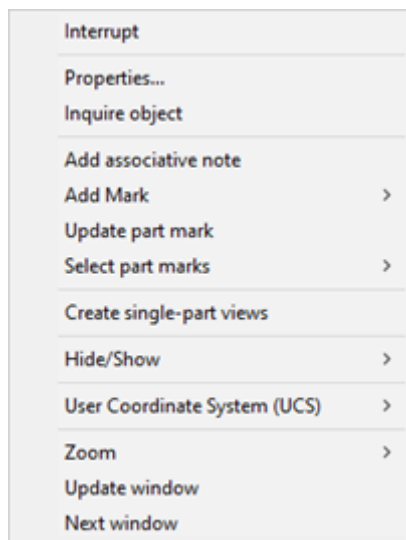 Interrupt
Properties...
Inquire object
Add associative note
Add Mark
Update part mark
Select part marks
Create single-part views
Hide/Show
User Coordinate System (UCS)
Zoom
Update window
Next window